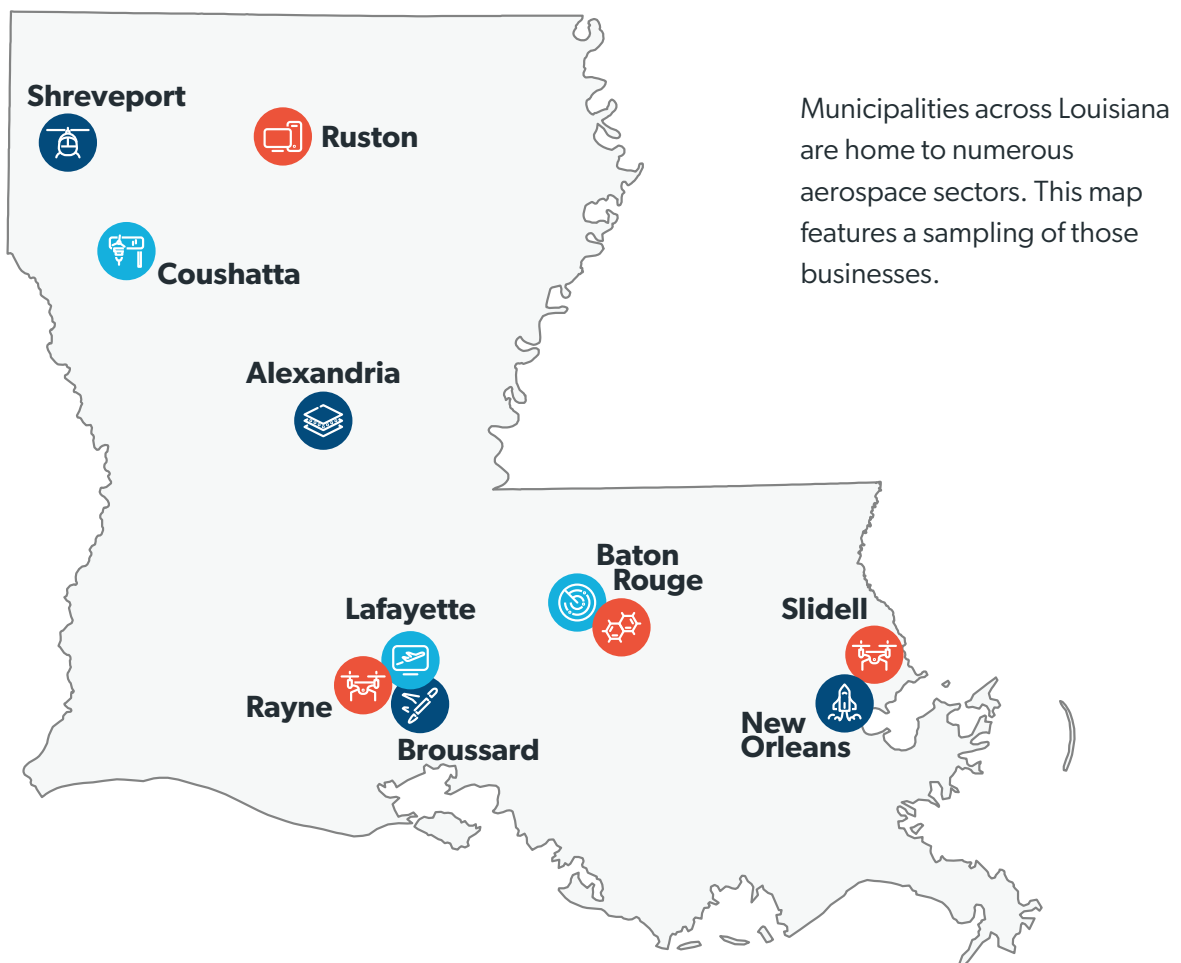 Shreveport
Ruston
Municipalities across Louisiana
are home to numerous
aerospace sectors. This map
features a sampling of those
businesses.
Coushatta
Alexandria
Baton
Rouge
Lafayette
Slidell
Rayne
Broussard
New
Orleans